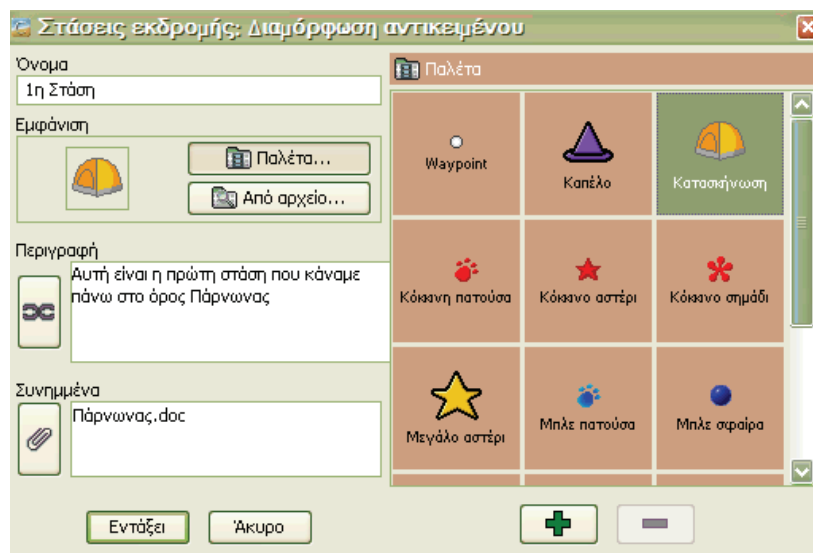 Στάσεις εκδρομής: Διαμόρφωση αντικειμένου
Όνομα
1η Στάση
Εμφάνιση
Παλέτα...
Από αρχείο...
Περιγραφή
Αυτή είναι η πρώτη στάση που κάναμε
πάνω στο όρος Πάρνωνας
Συνημμένα
Πάρνωνας.doc
Εντάξει
Άκυρο
Παλέτα
Waypoint
Καπέλο
Κατασκήνωση
Κόκκινη πατούσα
Κόκκινο αστέρι
Κόκκινο σημάδι
Μεγάλο αστέρι
Μπλε πατούσα
Μπλε σφαίρα